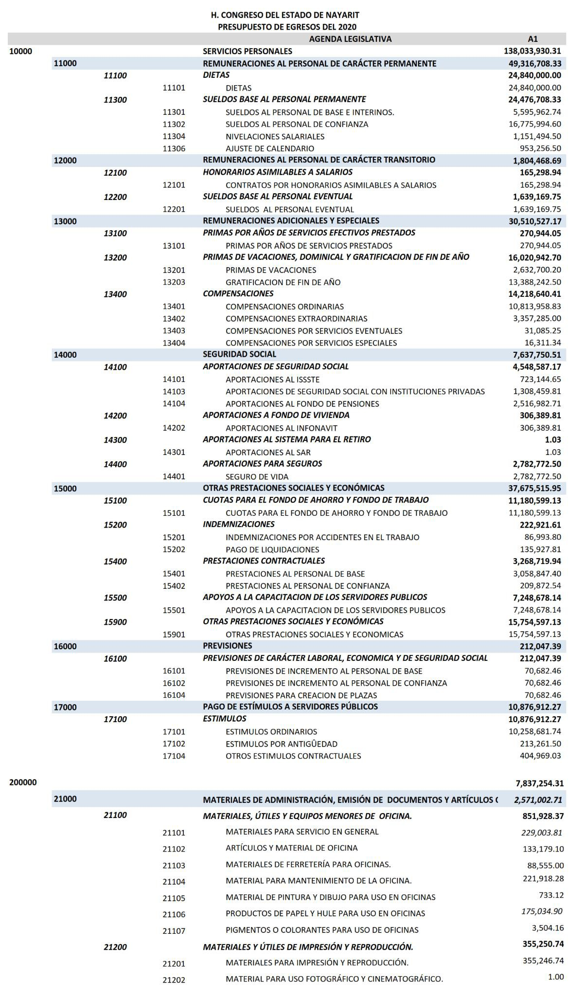 H. CONGRESO DEL ESTADO DE NAYARIT
PRESUPUESTO DE EGRESOS DEL 2020
AGENDA LEGISLATIVA A1
10000 SERVICIOS PERSONALES 138,033,930.31
11000 REMUNERACIONES AL PERSONAL DE CARÁCTER PERMANENTE 49,316,708.33
11100 DIETAS 24,840,000.00
11101 DIETAS 24,840,000.00
11300 SUELDOS BASE AL PERSONAL PERMANENTE 24,476,708.33
11301 SUELDOS AL PERSONAL DE BASE E INTERINOS. 5,595,962.74
11302 SUELDOS AL PERSONAL DE CONFIANZA 16,775,994.60
11304 NIVELACIONES SALARIALES 1,151,494.50
11306 AJUSTE DE CALENDARIO 953,256.50
12000 REMUNERACIONES AL PERSONAL DE CARÁCTER TRANSITORIO 1,804,468.69
12100 HONORARIOS ASIMILABLES A SALARIOS 165,298.94
12101 CONTRATOS POR HONORARIOS ASIMILABLES A SALARIOS 165,298.94
12200 SUELDOS BASE AL PERSONAL EVENTUAL 1,639,169.75
12201 SUELDOS  AL PERSONAL EVENTUAL 1,639,169.75
13000 REMUNERACIONES ADICIONALES Y ESPECIALES 30,510,527.17
13100 PRIMAS POR AÑOS DE SERVICIOS EFECTIVOS PRESTADOS 270,944.05
13101 PRIMAS POR AÑOS DE SERVICIOS PRESTADOS 270,944.05
13200 PRIMAS DE VACACIONES, DOMINICAL Y GRATIFICACION DE FIN DE AÑO 16,020,942.70
13201 PRIMAS DE VACACIONES 2,632,700.20
13203 GRATIFICACION DE FIN DE AÑO 13,388,242.50
13400 COMPENSACIONES 14,218,640.41
13401 COMPENSACIONES ORDINARIAS 10,813,958.83
13402 COMPENSACIONES EXTRAORDINARIAS 3,357,285.00
13403 COMPENSACIONES POR SERVICIOS EVENTUALES 31,085.25
13404 COMPENSACIONES POR SERVICIOS ESPECIALES 16,311.34
14000 SEGURIDAD SOCIAL 7,637,750.51
14100 APORTACIONES DE SEGURIDAD SOCIAL 4,548,587.17
14101 APORTACIONES AL ISSSTE 723,144.65
14103 APORTACIONES DE SEGURIDAD SOCIAL CON INSTITUCIONES PRIVADAS 1,308,459.81
14104 APORTACIONES AL FONDO DE PENSIONES 2,516,982.71
14200 APORTACIONES A FONDO DE VIVIENDA 306,389.81
14202 APORTACIONES AL INFONAVIT 306,389.81
14300 APORTACIONES AL SISTEMA PARA EL RETIRO 1.03
14301 APORTACIONES AL SAR 1.03
14400 APORTACIONES PARA SEGUROS 2,782,772.50
14401 SEGURO DE VIDA 2,782,772.50
15000 OTRAS PRESTACIONES SOCIALES Y ECONÓMICAS 37,675,515.95
15100 CUOTAS PARA EL FONDO DE AHORRO Y FONDO DE TRABAJO 11,180,599.13
15101 CUOTAS PARA EL FONDO DE AHORRO Y FONDO DE TRABAJO 11,180,599.13
15200 INDEMNIZACIONES 222,921.61
15201 INDEMNIZACIONES POR ACCIDENTES EN EL TRABAJO 86,993.80
15202 PAGO DE LIQUIDACIONES 135,927.81
15400 PRESTACIONES CONTRACTUALES 3,268,719.94
15401 PRESTACIONES AL PERSONAL DE BASE 3,058,847.40
15402 PRESTACIONES AL PERSONAL DE CONFIANZA 209,872.54
15500 APOYOS A LA CAPACITACION DE LOS SERVIDORES PUBLICOS 7,248,678.14
15501 APOYOS A LA CAPACITACION DE LOS SERVIDORES PUBLICOS 7,248,678.14
15900 OTRAS PRESTACIONES SOCIALES Y ECONÓMICAS 15,754,597.13
15901 OTRAS PRESTACIONES SOCIALES Y ECONOMICAS 15,754,597.13
16000 PREVISIONES 212,047.39
16100 PREVISIONES DE CARÁCTER LABORAL, ECONOMICA Y DE SEGURIDAD SOCIAL 212,047.39
16101 PREVISIONES DE INCREMENTO AL PERSONAL DE BASE 70,682.46
16102 PREVISIONES DE INCREMENTO AL PERSONAL DE CONFIANZA 70,682.46
16104 PREVISIONES PARA CREACION DE PLAZAS 70,682.46
17000 PAGO DE ESTÍMULOS A SERVIDORES PÚBLICOS 10,876,912.27
17100 ESTIMULOS 10,876,912.27
17101 ESTIMULOS ORDINARIOS 10,258,681.74
17102 ESTIMULOS POR ANTIGÛEDAD 213,261.50
17104 OTROS ESTIMULOS CONTRACTUALES 404,969.03
200000 7,837,254.31
21000 MATERIALES DE ADMINISTRACIÓN, EMISIÓN DE  DOCUMENTOS Y ARTÍCULOS 2,571,002.71
21100 MATERIALES, ÚTILES Y EQUIPOS MENORES DE  OFICINA. 851,928.37
21101 MATERIALES PARA SERVICIO EN GENERAL 229,003.81
21102 ARTÍCULOS Y MATERIAL DE OFICINA 133,179.10
21103 MATERIALES DE FERRETERÍA PARA OFICINAS. 88,555.00
21104 MATERIAL PARA MANTENIMIENTO DE LA OFICINA. 221,918.28
21105 MATERIAL DE PINTURA Y DIBUJO PARA USO EN OFICINAS 733.12
21106 PRODUCTOS DE PAPEL Y HULE PARA USO EN OFICINAS 175,034.90
21107 PIGMENTOS O COLORANTES PARA USO DE OFICINAS 3,504.16
21200 MATERIALES Y ÚTILES DE IMPRESIÓN Y REPRODUCCIÓN. 355,250.74
21201 MATERIALES PARA IMPRESIÓN Y REPRODUCCIÓN. 355,246.74
21202 MATERIAL PARA USO FOTOGRÁFICO Y CINEMATOGRÁFICO. 1.00